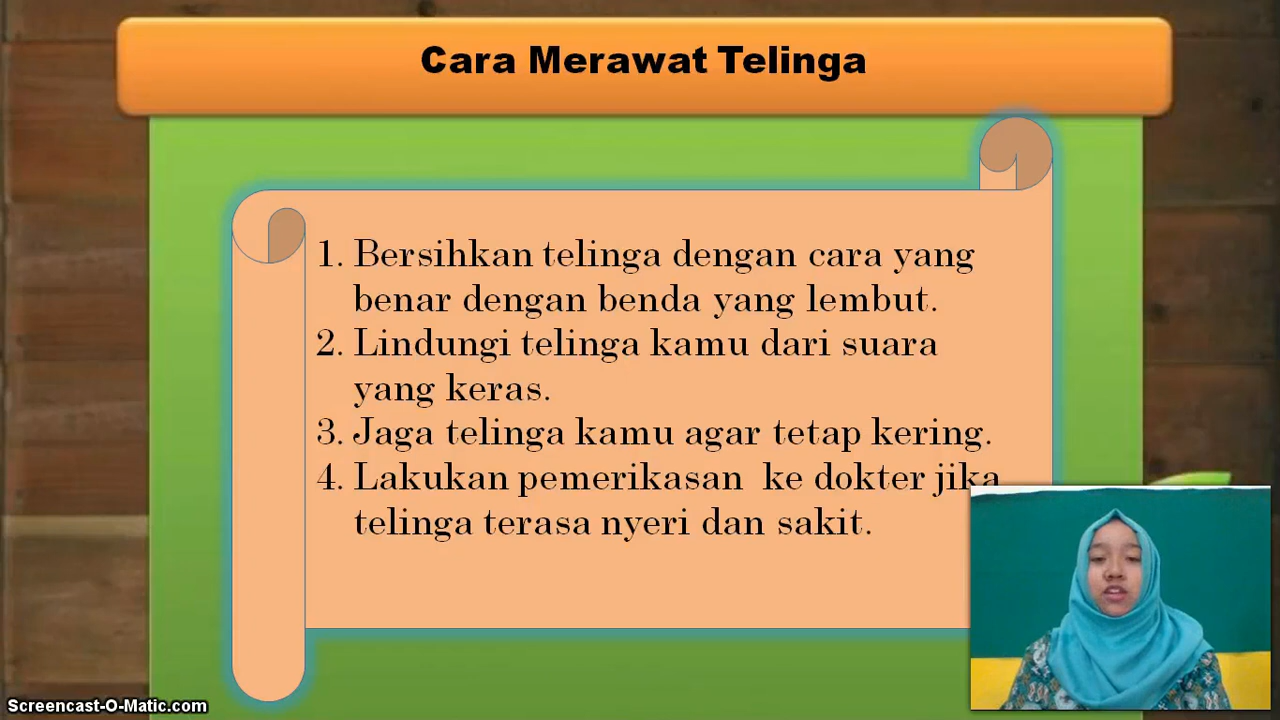 Cara Merawat Telinga
1. Bersihkan telinga dengan cara yang
benar dengan benda yang lembut.
2. Lindungi telinga kamu dari suara
yang keras.
3. Jaga telinga kamu agar tetap kering.
4. Lakukan pemerikasan ke dokter jika
telinga terasa nyeri dan sakit.
Screencast-O-Matic.com